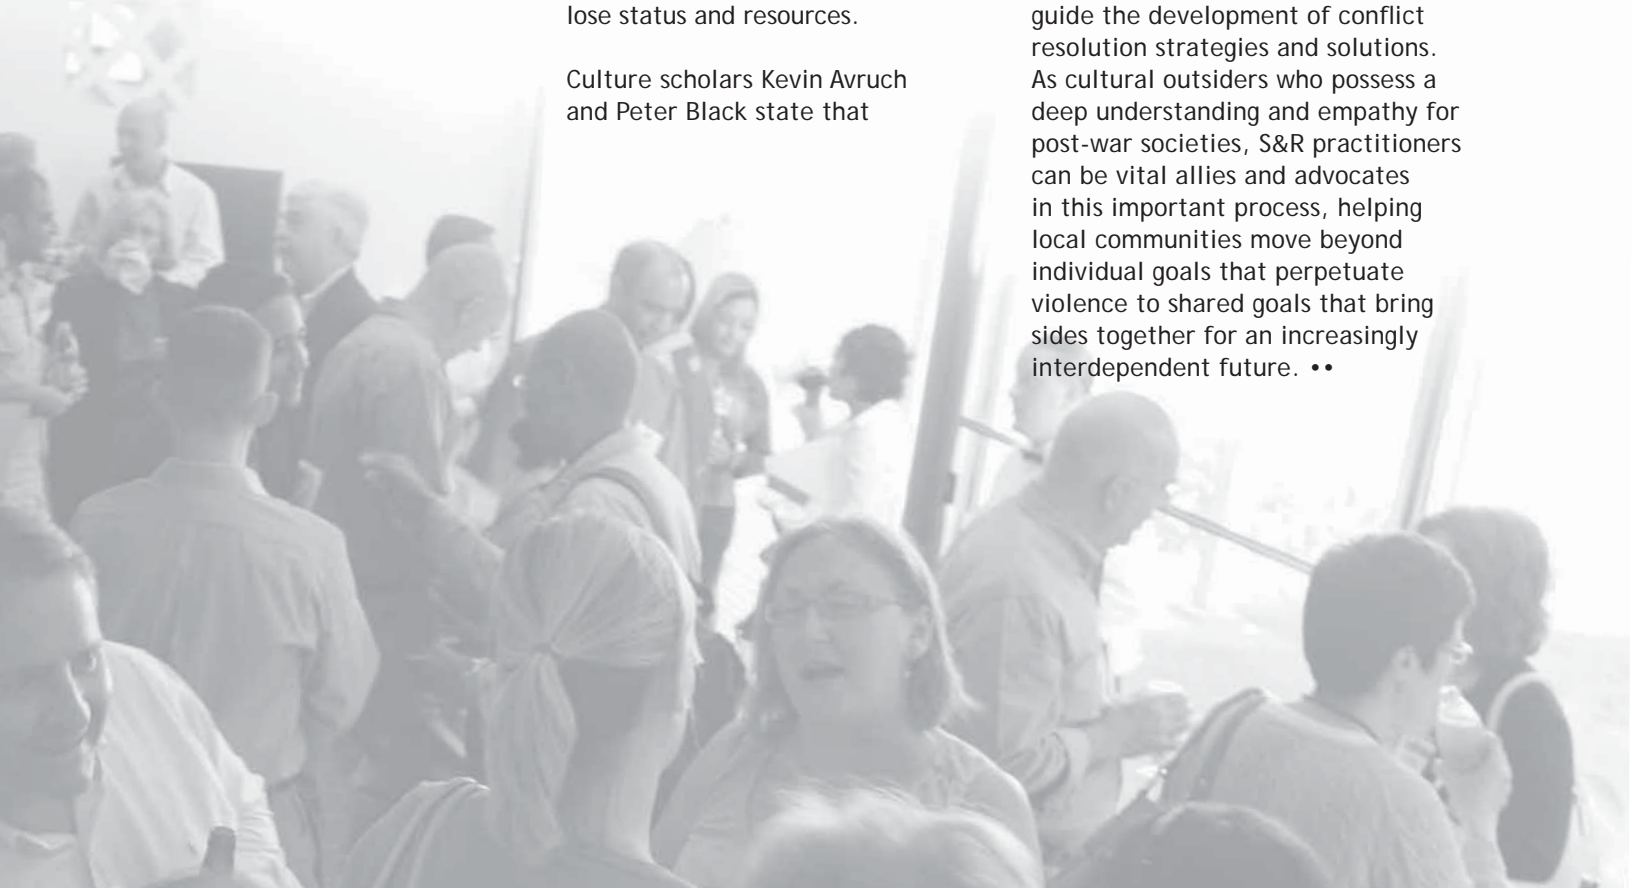 lose status and resources.
Culture scholars Kevin Avruch
and Peter Black state that
guide the development of conflict
resolution strategies and solutions.
As cultural outsiders who possess a
deep understanding and empathy for
post-war societies, S&R practitioners
can be vital allies and advocates
in this important process, helping
local communities move beyond
individual goals that perpetuate
violence to shared goals that bring
sides together for an increasingly
interdependent future. ••